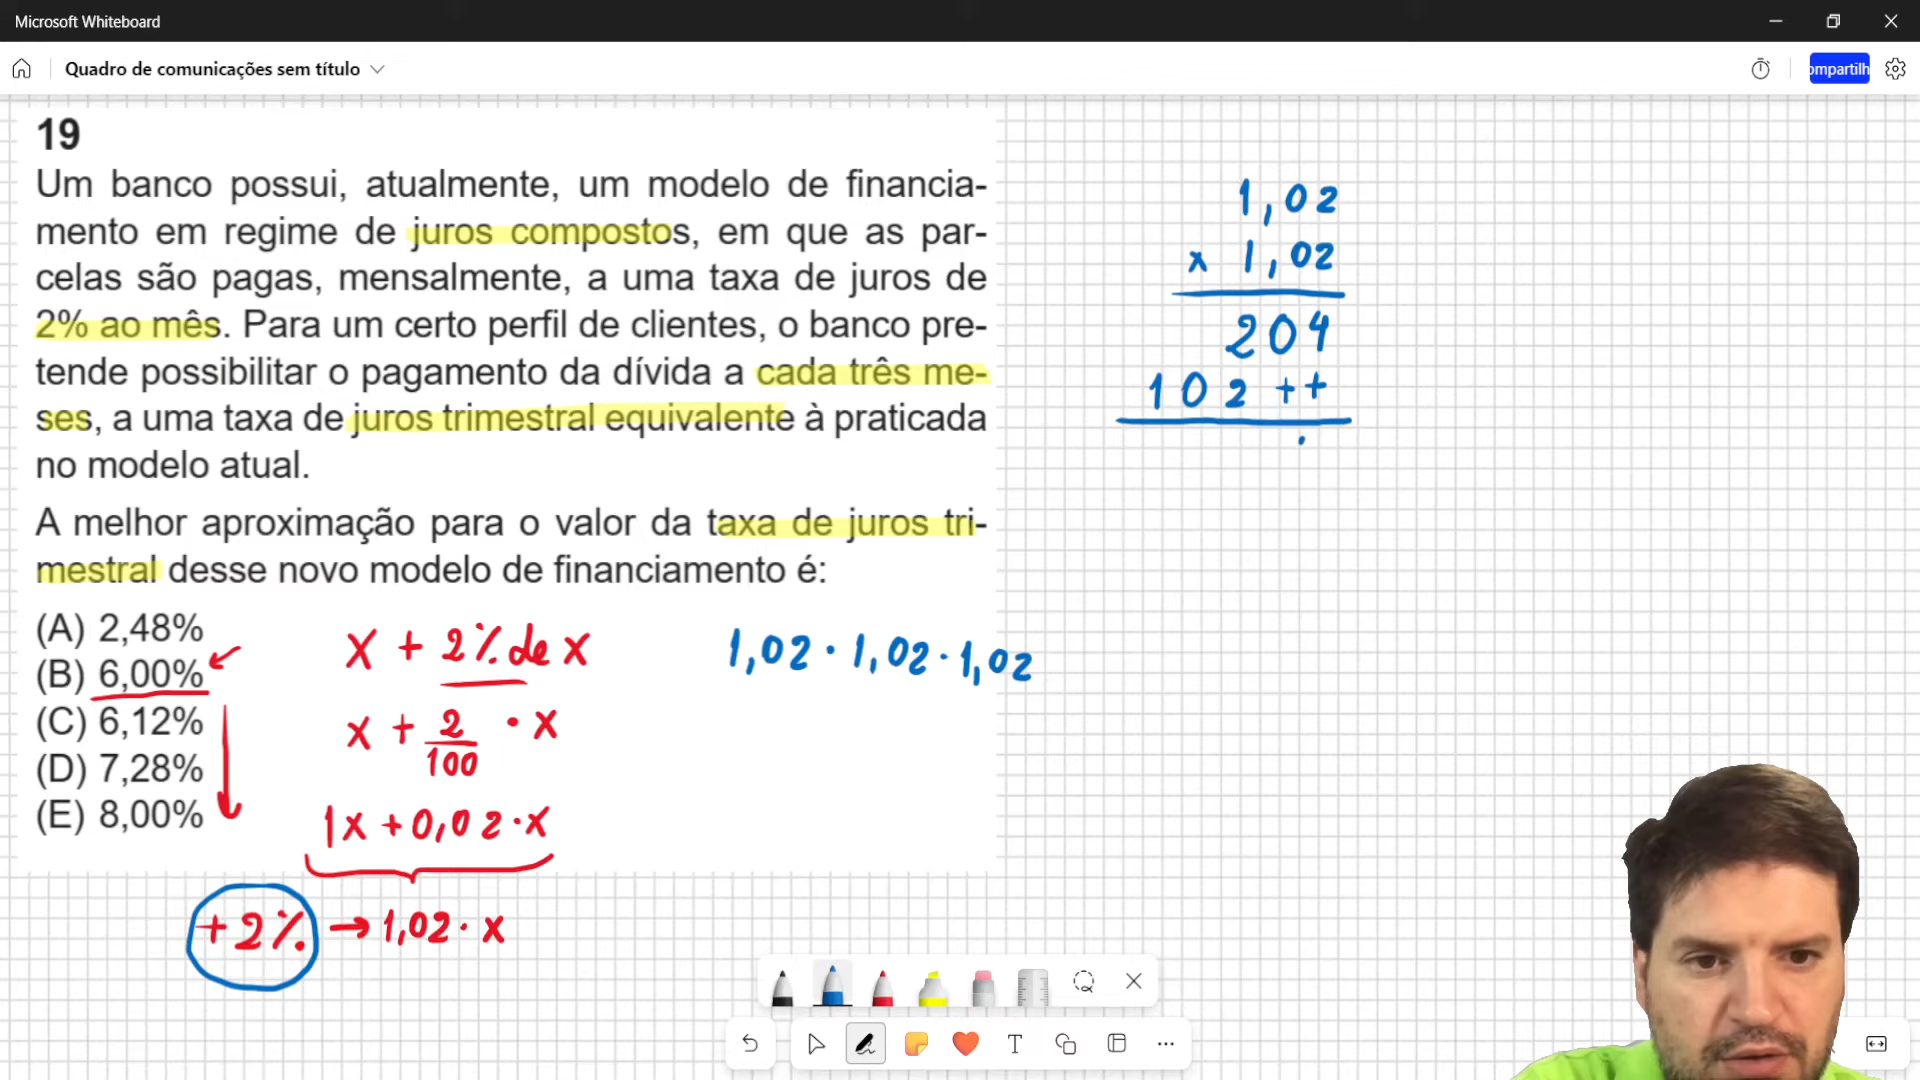 Microsoft Whiteboard
Quadro de comunicações sem título
ompartilh
19
Um banco possui, atualmente, um modelo de financia-
mento em regime de juros compostos, em que as par-
celas são pagas, mensalmente, a uma taxa de juros de
2% ao mês. Para um certo perfil de clientes, o banco pre-
tende possibilitar o pagamento da dívida a cada três me-
ses, a uma taxa de juros trimestral equivalente à praticada
no modelo atual.
A melhor aproximação para o valor da taxa de juros tri-
mestral desse novo modelo de financiamento é:
(A) 2,48%
(B) 6,00%
(C) 6,12%
(D) 7,28%
(E) 8,00%
x + 2% de x
x + 2/100 · x
1x + 0,02 · x
+2% → 1,02 · x
1,02 · 1,02 · 1,02
1,02
x 1,02
204
102++
T